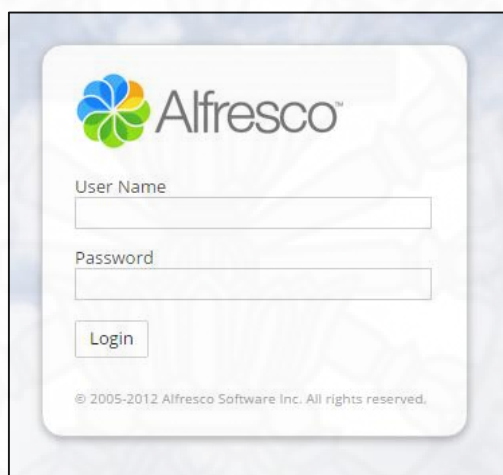 Alfresco™
User Name
Password
Login
© 2005-2012 Alfresco Software Inc. All rights reserved.